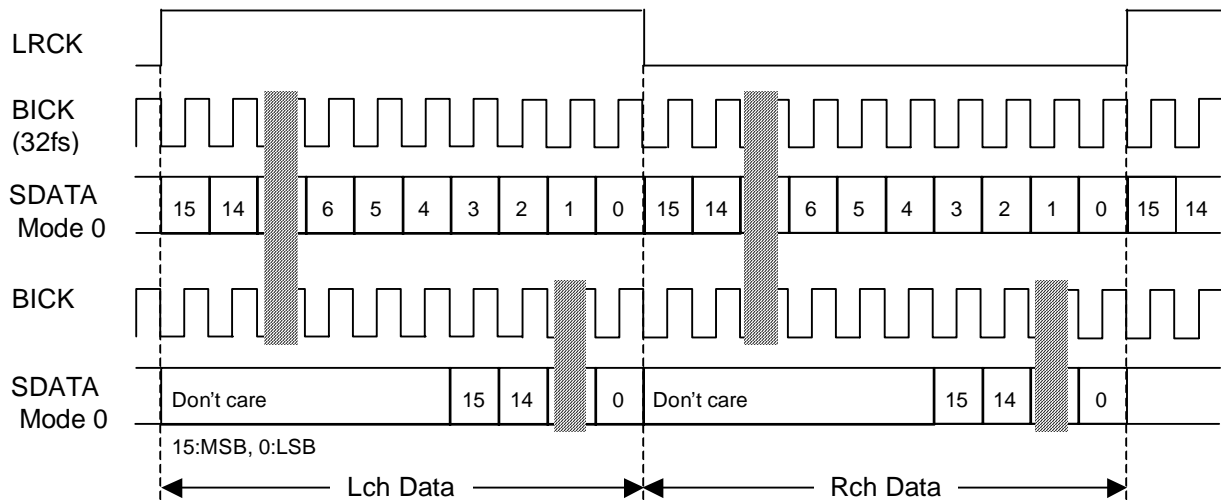 LRCK
BICK
(32fs)
SDATA
Mode 0
15 14 6 5 4 3 2 1 0 15 14 6 5 4 3 2 1 0 15 14
BICK
SDATA
Mode 0
Don't care 15 14 0 Don't care 15 14 0
15:MSB, 0:LSB
Lch Data Rch Data